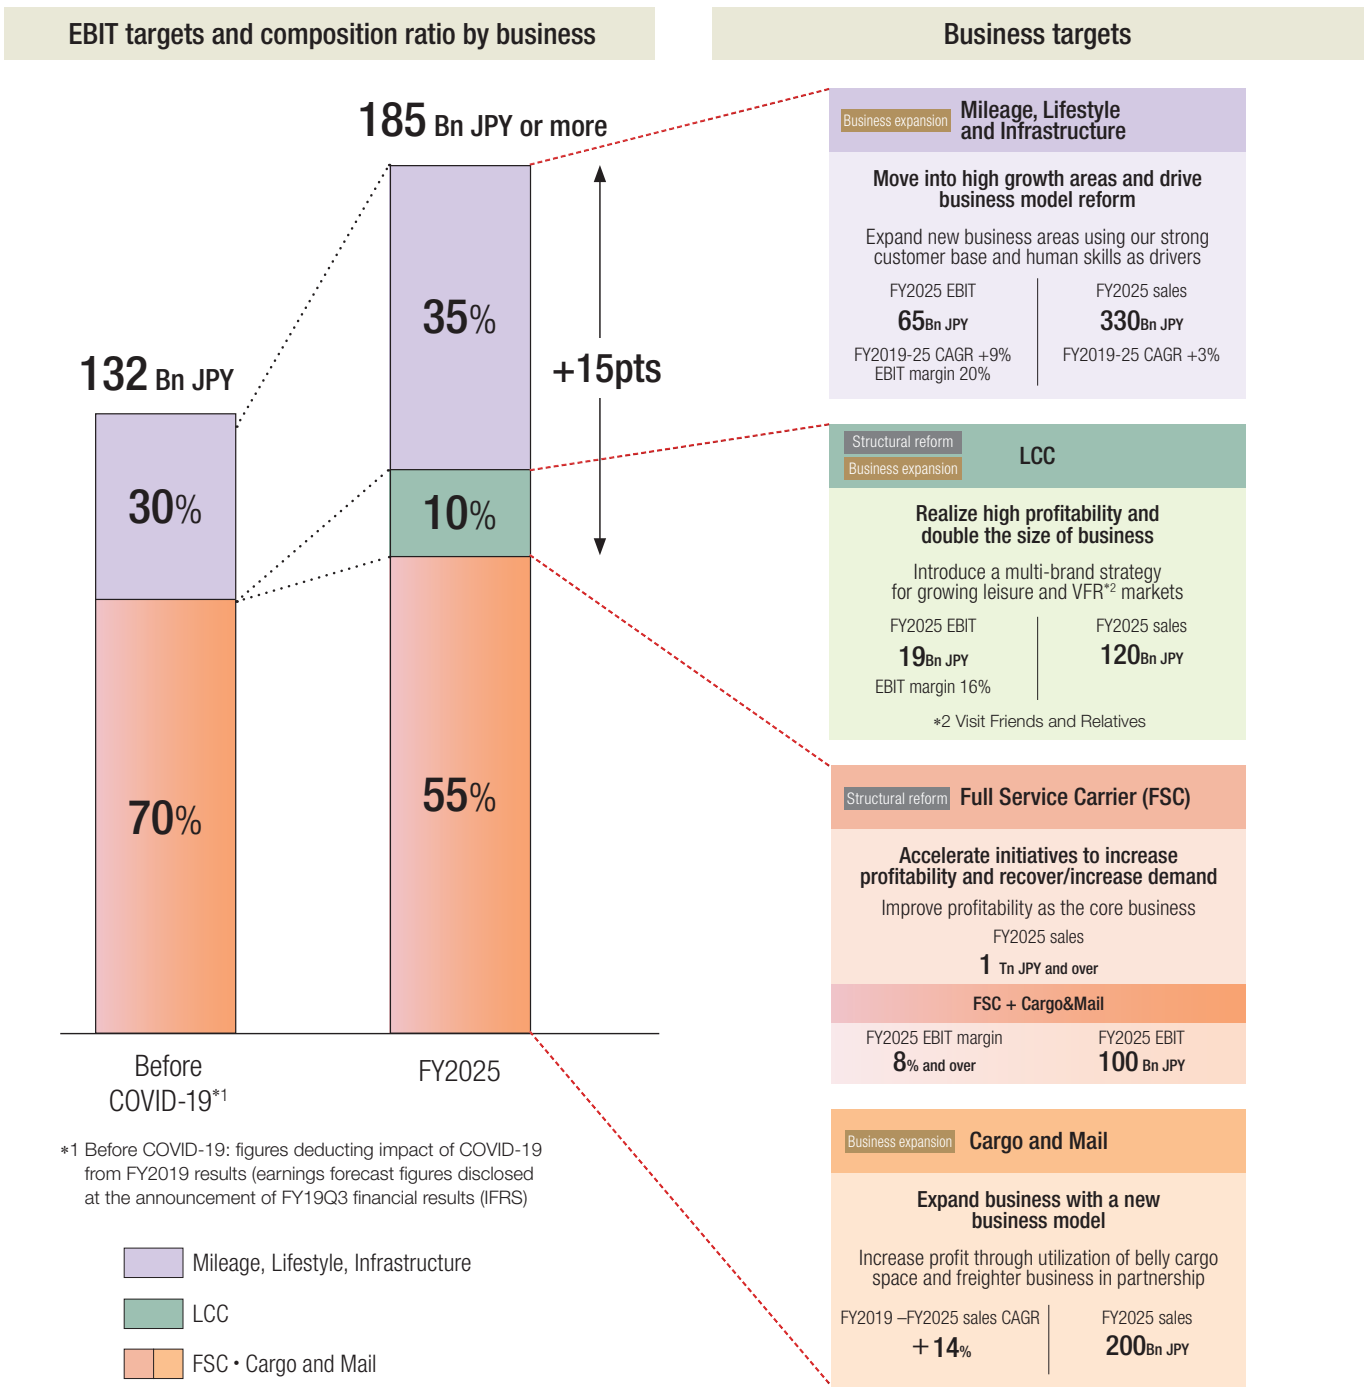 EBIT targets and composition ratio by business
185 Bn JPY or more
132 Bn JPY
35%
+15pts
30%
10%
70%
55%
Before
COVID-19*1
FY2025
*1 Before COVID-19: figures deducting impact of COVID-19
from FY2019 results (earnings forecast figures disclosed
at the announcement of FY19Q3 financial results (IFRS)
Mileage, Lifestyle, Infrastructure
LCC
FSC・Cargo and Mail
Business targets
Business expansion
Mileage, Lifestyle
and Infrastructure
Move into high growth areas and drive
business model reform
Expand new business areas using our strong
customer base and human skills as drivers
FY2025 EBIT
65Bn JPY
FY2019-25 CAGR +9%
EBIT margin 20%
FY2025 sales
330Bn JPY
FY2019-25 CAGR +3%
Structural reform
Business expansion
LCC
Realize high profitability and
double the size of business
Introduce a multi-brand strategy
for growing leisure and VFR*2 markets
FY2025 EBIT
19Bn JPY
EBIT margin 16%
FY2025 sales
120Bn JPY
*2 Visit Friends and Relatives
Structural reform
Full Service Carrier (FSC)
Accelerate initiatives to increase
profitability and recover/increase demand
Improve profitability as the core business
FY2025 sales
1 Tn JPY and over
FSC + Cargo&Mail
FY2025 EBIT margin
8% and over
FY2025 EBIT
100 Bn JPY
Business expansion
Cargo and Mail
Expand business with a new
business model
Increase profit through utilization of belly cargo
space and freighter business in partnership
FY2019 –FY2025 sales CAGR
+14%
FY2025 sales
200Bn JPY